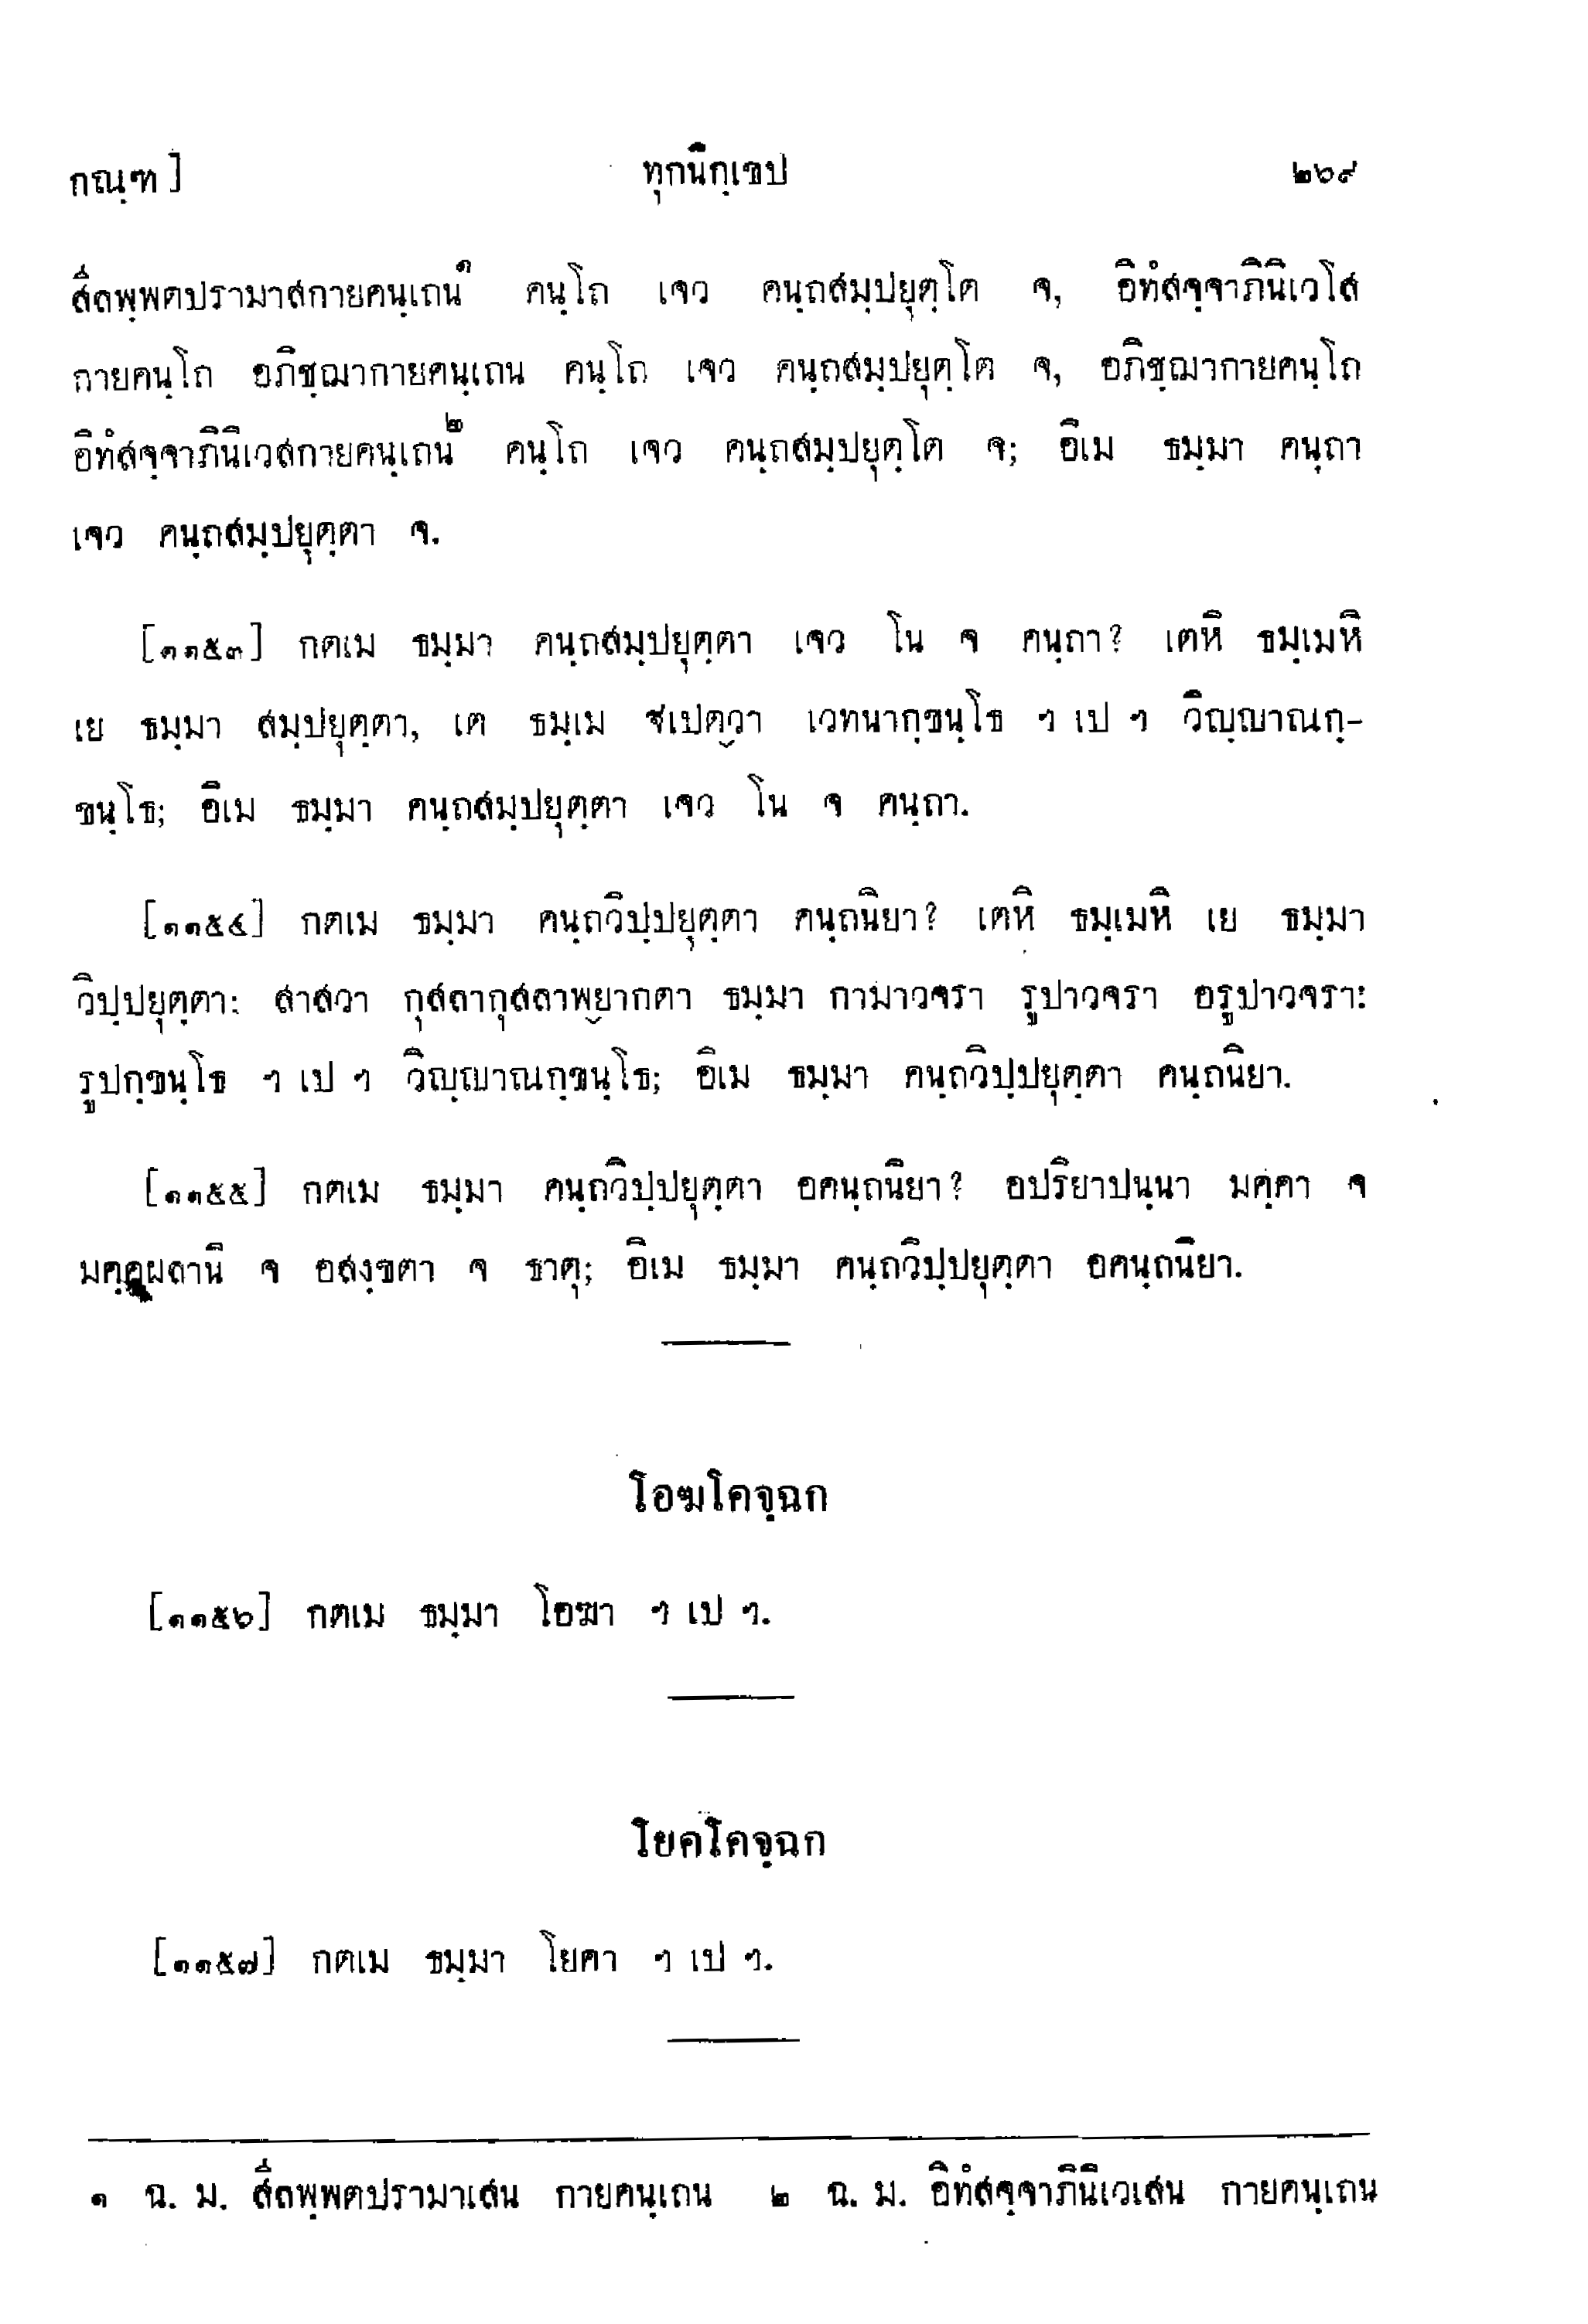 กณฺฑ]
ทุกนิกฺเขป
๒๖๙
สีลพฺพตปรามาสกายคนฺเถน๑ คนฺโถ เจว คนฺถสมฺปยุตฺโต จ, อิทํสจฺจาภินิเวโส
กายคนฺโถ อภิชฺฌากายคนฺเถน คนฺโถ เจว คนฺถสมฺปยุตฺโต จ, อภิชฺฌากายคนฺโถ
อิทํสจฺจาภินิเวสกายคนฺเถน๒ คนฺโถ เจว คนฺถสมฺปยุตฺโต จ; อิเม ธมฺมา คนฺถา
เจว คนฺถสมฺปยุตฺตา จ.
[๑๑๕๓] กตเม ธมฺมา คนฺถสมฺปยุตฺตา เจว โน จ คนฺถา? เตหิ ธมฺเมหิ
เย ธมฺมา สมฺปยุตฺตา, เต ธมฺเม ฐเปตฺวา เวทนากฺขนฺโธ ฯ เป ฯ วิญฺญาณกฺ-
ขนฺโธ; อิเม ธมฺมา คนฺถสมฺปยุตฺตา เจว โน จ คนฺถา.
[๑๑๕๔] กตเม ธมฺมา คนฺถวิปฺปยุตฺตา คนฺถนิยา? เตหิ ธมฺเมหิ เย ธมฺมา
วิปฺปยุตฺตา: สาสวา กุสลากุสลาพฺยากตา ธมฺมา กามาวจรา รูปาวจรา อรูปาวจรา:
รูปกฺขนฺโธ ฯ เป ฯ วิญฺญาณกฺขนฺโธ; อิเม ธมฺมา คนฺถวิปฺปยุตฺตา คนฺถนิยา.
[๑๑๕๕] กตเม ธมฺมา คนฺถวิปฺปยุตฺตา อคนฺถนิยา? อปริยาปนฺนา มคฺคา จ
มคฺคผลานิ จ อสงฺขตา จ ธาตุ; อิเม ธมฺมา คนฺถวิปฺปยุตฺตา อคนฺถนิยา.
โอฆโคจฺฉก
[๑๑๕๖] กตเม ธมฺมา โอฆา ฯ เป ฯ.
โยคโคจฺฉก
[๑๑๕๗] กตเม ธมฺมา โยคา ฯ เป ฯ.
๑ ฉ. ม. สีลพฺพตปรามาเสน กายคนฺเถน ๒ ฉ. ม. อิทํสจฺจาภินิเวเสน กายคนฺเถน